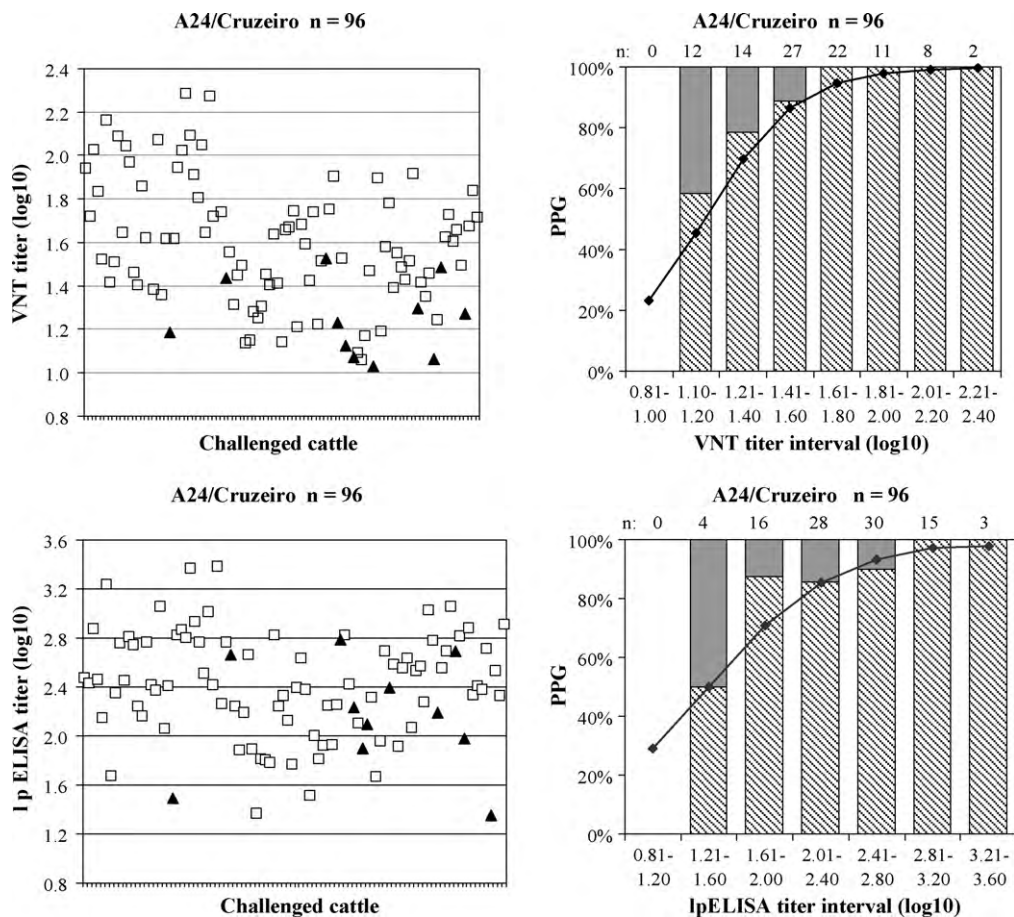 A24/Cruzeiro n = 96
2.4
2.2
2.0
1.8
1.6
1.4
1.2
1.0
0.8
VNT titer (log10)
Challenged cattle
A24/Cruzeiro n = 96
n: 0 12 14 27 22 11 8 2
100%
80%
60%
40%
20%
0%
PPG
0.81- 1.10- 1.21- 1.41- 1.61- 1.81- 2.01- 2.21-
1.00 1.20 1.40 1.60 1.80 2.00 2.20 2.40
VNT titer interval (log10)
A24/Cruzeiro n = 96
3.6
3.2
2.8
2.4
2.0
1.6
1.2
0.8
l p ELISA titer (log10)
Challenged cattle
A24/Cruzeiro n = 96
n: 0 4 16 28 30 15 3
100%
80%
60%
40%
20%
0%
PPG
0.81- 1.21- 1.61- 2.01- 2.41- 2.81- 3.21-
1.20 1.60 2.00 2.40 2.80 3.20 3.60
lpELISA titer interval (log10)